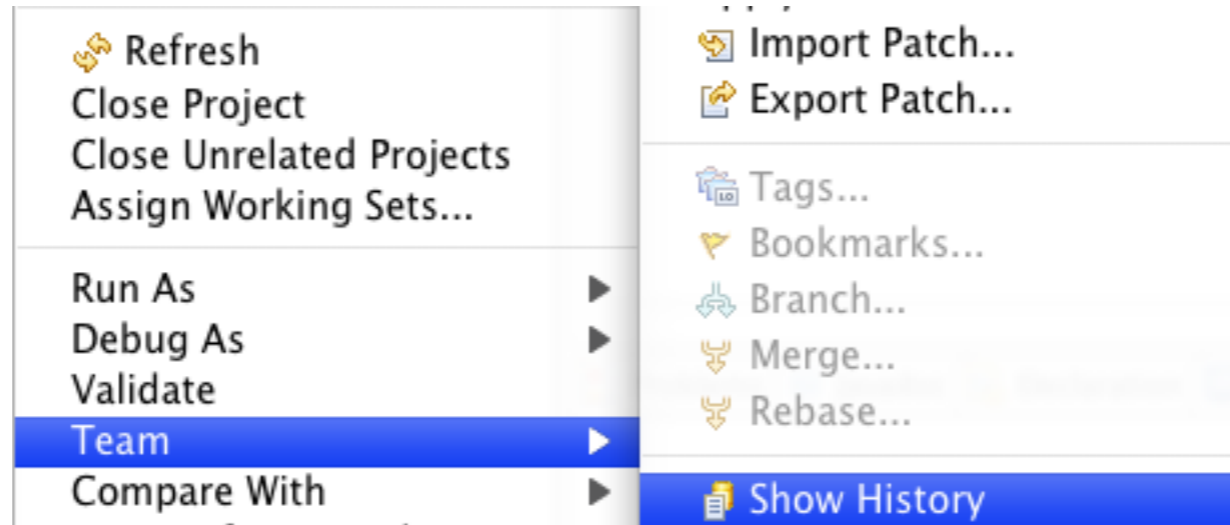 Refresh
Close Project
Close Unrelated Projects
Assign Working Sets...
Run As
Debug As
Validate
Team
Compare With
Import Patch...
Export Patch...
Tags...
Bookmarks...
Branch...
Merge...
Rebase...
Show History